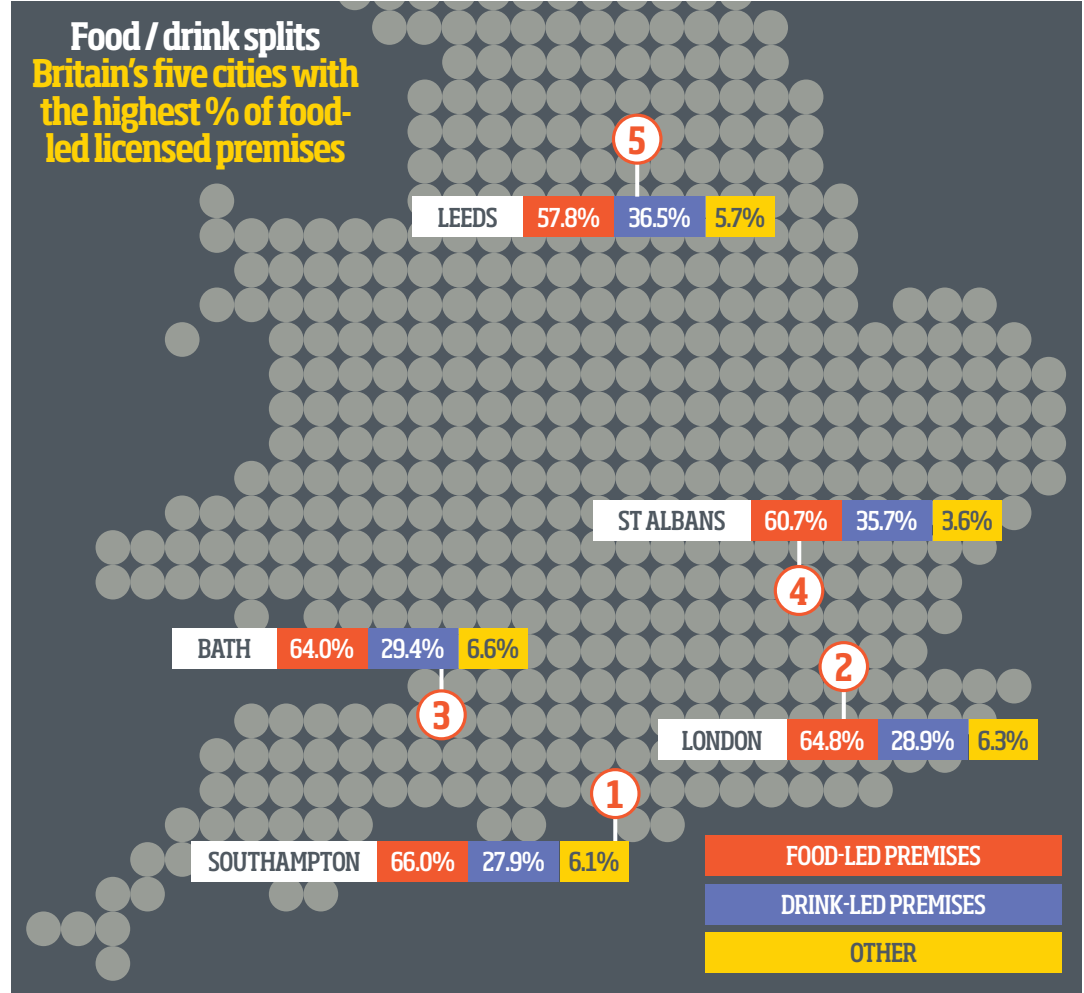 Food / drink splits
Britain's five cities with
the highest % of food-
led licensed premises
5
LEEDS 57.8% 36.5% 5.7%
ST ALBANS 60.7% 35.7% 3.6%
4
BATH 64.0% 29.4% 6.6%
3
2
LONDON 64.8% 28.9% 6.3%
1
SOUTHAMPTON 66.0% 27.9% 6.1%
FOOD-LED PREMISES
DRINK-LED PREMISES
OTHER